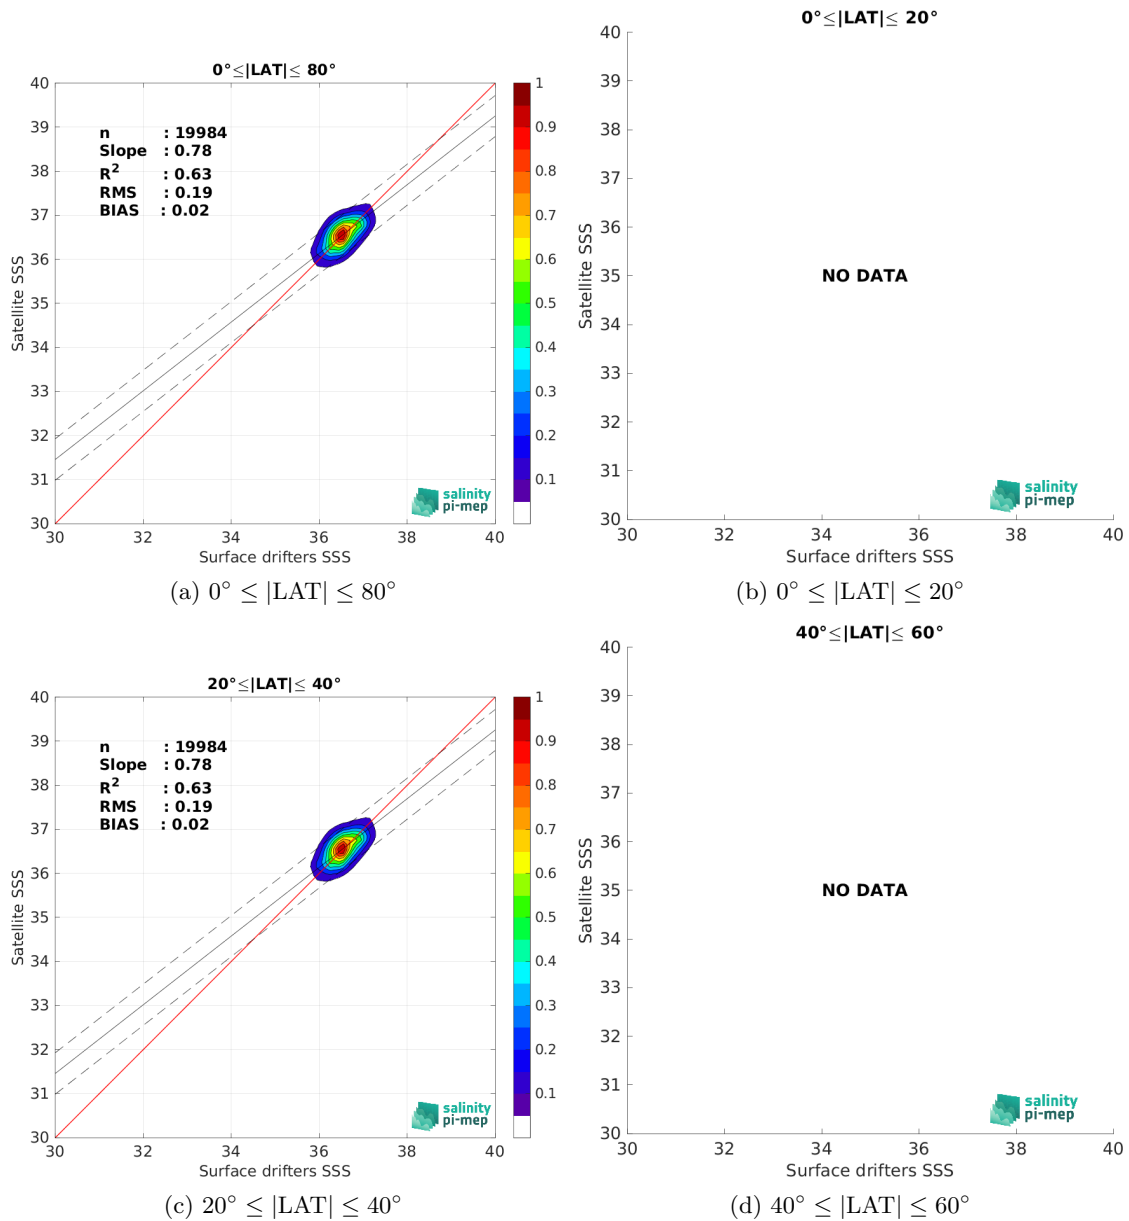 0°≤|LAT|≤ 80°
40
39
38
37
36
35
34
33
32
31
30
30 32 34 36 38 40
Satellite SSS
Surface drifters SSS
n : 19984
Slope : 0.78
R² : 0.63
RMS : 0.19
BIAS : 0.02
salinity
pi-mep
1
0.9
0.8
0.7
0.6
0.5
0.4
0.3
0.2
0.1
(a) 0° ≤ |LAT| ≤ 80°
0°≤|LAT|≤ 20°
40
39
38
37
36
35
34
33
32
31
30
30 32 34 36 38 40
Satellite SSS
Surface drifters SSS
NO DATA
salinity
pi-mep
(b) 0° ≤ |LAT| ≤ 20°
20°≤|LAT|≤ 40°
40
39
38
37
36
35
34
33
32
31
30
30 32 34 36 38 40
Satellite SSS
Surface drifters SSS
n : 19984
Slope : 0.78
R² : 0.63
RMS : 0.19
BIAS : 0.02
salinity
pi-mep
1
0.9
0.8
0.7
0.6
0.5
0.4
0.3
0.2
0.1
(c) 20° ≤ |LAT| ≤ 40°
40°≤|LAT|≤ 60°
40
39
38
37
36
35
34
33
32
31
30
30 32 34 36 38 40
Satellite SSS
Surface drifters SSS
NO DATA
salinity
pi-mep
(d) 40° ≤ |LAT| ≤ 60°